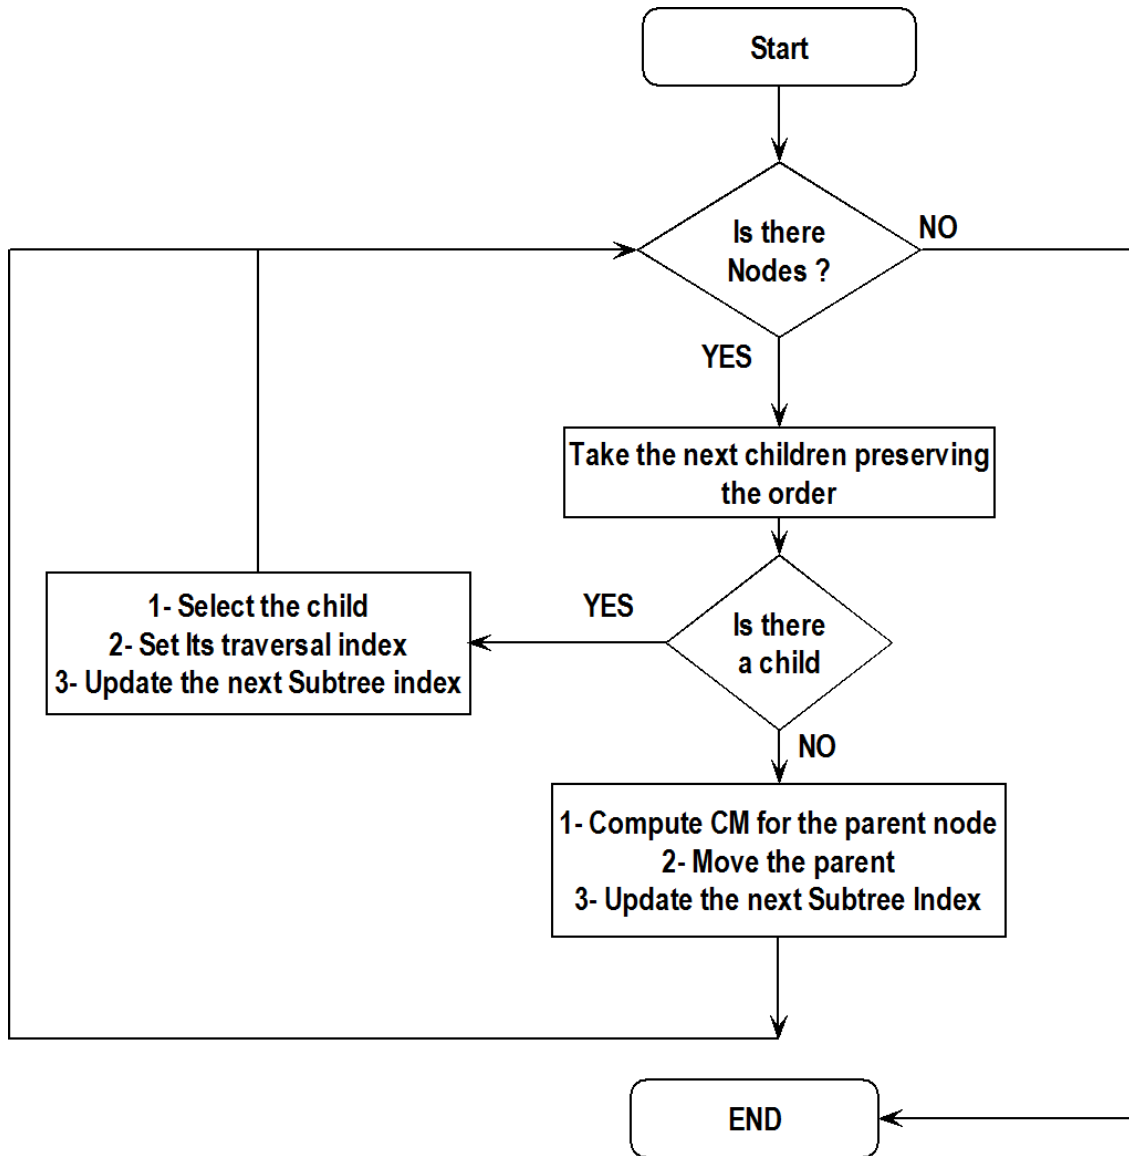 Start
Is there
Nodes ?
NO
YES
Take the next children preserving
the order
Is there
a child
YES
1- Select the child
2- Set Its traversal index
3- Update the next Subtree index
NO
1- Compute CM for the parent node
2- Move the parent
3- Update the next Subtree Index
END